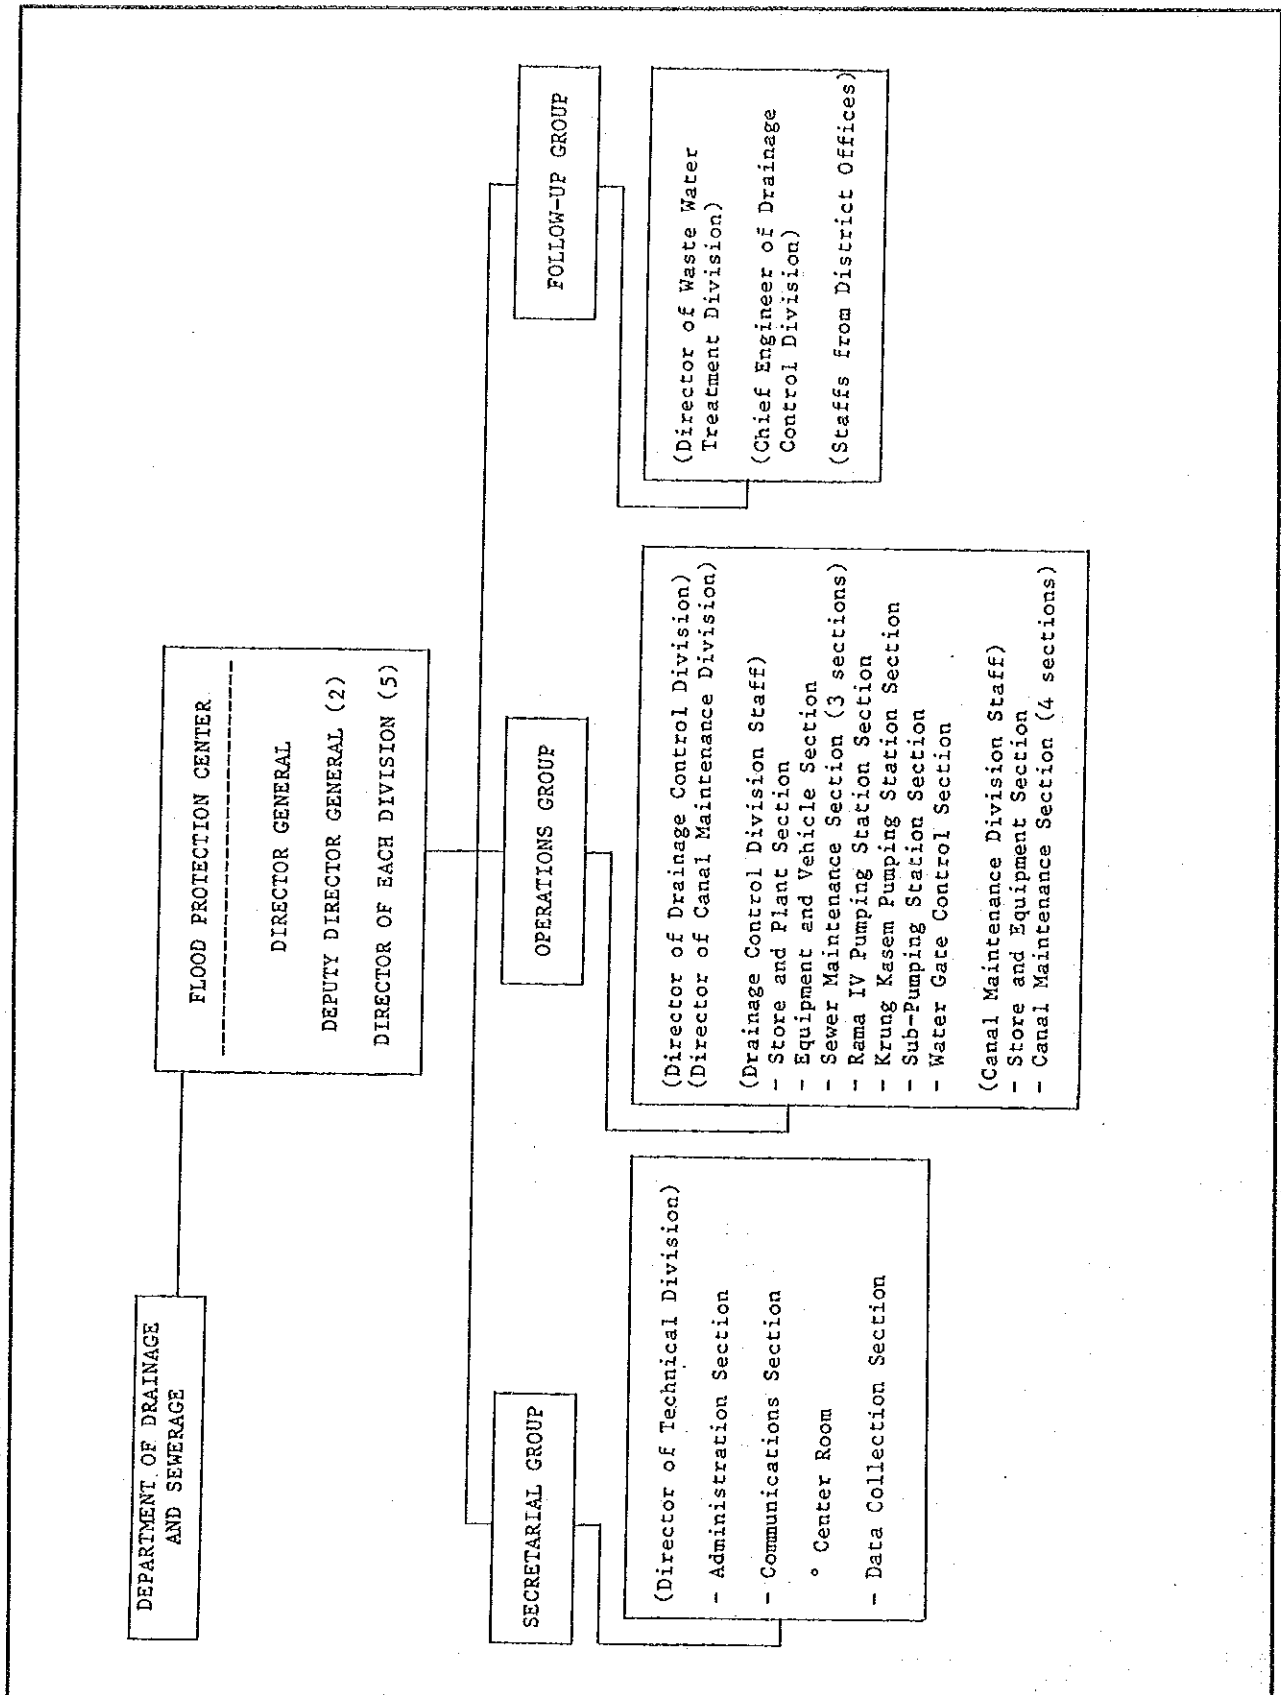 DEPARTMENT OF DRAINAGE
AND SEWERAGE
FLOOD PROTECTION CENTER
DIRECTOR GENERAL
DEPUTY DIRECTOR GENERAL (2)
DIRECTOR OF EACH DIVISION (5)
SECRETARIAL GROUP
(Director of Technical Division)
- Administration Section
- Communications Section
° Center Room
- Data Collection Section
OPERATIONS GROUP
(Director of Drainage Control Division)
(Director of Canal Maintenance Division)
(Drainage Control Division Staff)
- Store and Plant Section
- Equipment and Vehicle Section
- Sewer Maintenance Section (3 sections)
- Rama IV Pumping Station Section
- Krung Kasem Pumping Station Section
- Sub-Pumping Station Section
- Water Gate Control Section
(Canal Maintenance Division Staff)
- Store and Equipment Section
- Canal Maintenance Section (4 sections)
FOLLOW-UP GROUP
(Director of Waste Water
Treatment Division)
(Chief Engineer of Drainage
Control Division)
(Staffs from District Offices)